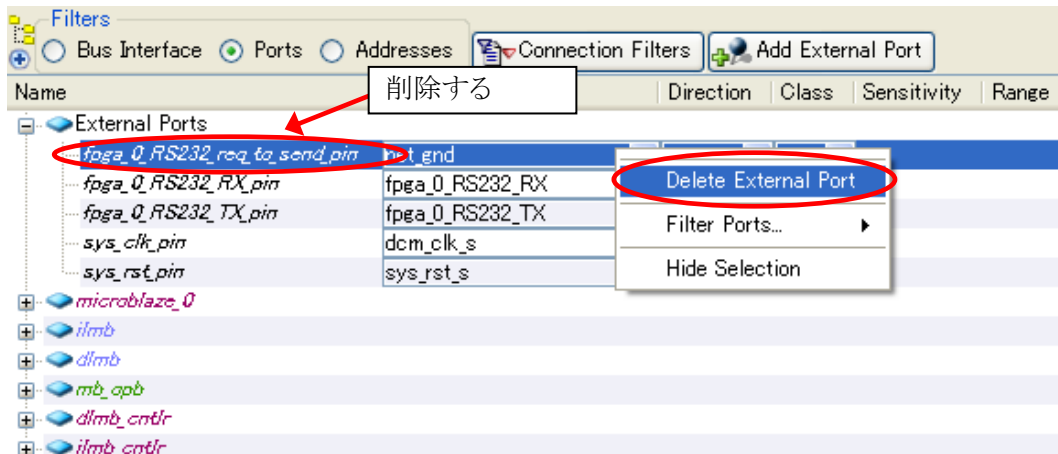 Filters
Bus Interface Ports Addresses Connection Filters Add External Port
削除する
Name Direction Class Sensitivity Range
External Ports
fpga_0_RS232_req_to_send_pin net_gnd
Delete External Port
fpga_0_RS232_RX_pin fpga_0_RS232_RX
fpga_0_RS232_TX_pin fpga_0_RS232_TX
Filter Ports...
sys_clk_pin dcm_clk_s
sys_rst_pin sys_rst_s
Hide Selection
microblaze_0
ilmb
dlmb
mb_opb
dlmb_cntlr
ilmb_cntlr